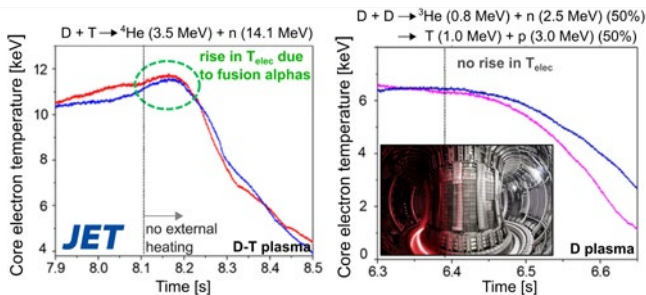 D + T → ⁴He (3.5 MeV) + n (14.1 MeV)
Core electron temperature [keV]
12
10
8
6
4
rise in T_elec due
to fusion alphas
no external
heating
JET
D-T plasma
7.9 8.0 8.1 8.2 8.3 8.4 8.5
Time [s]
D + D → ³He (0.8 MeV) + n (2.5 MeV) (50%)
→ T (1.0 MeV) + p (3.0 MeV) (50%)
Core electron temperature [keV]
6
4
2
0
no rise in T_elec
D plasma
6.3 6.4 6.5 6.6
Time [s]